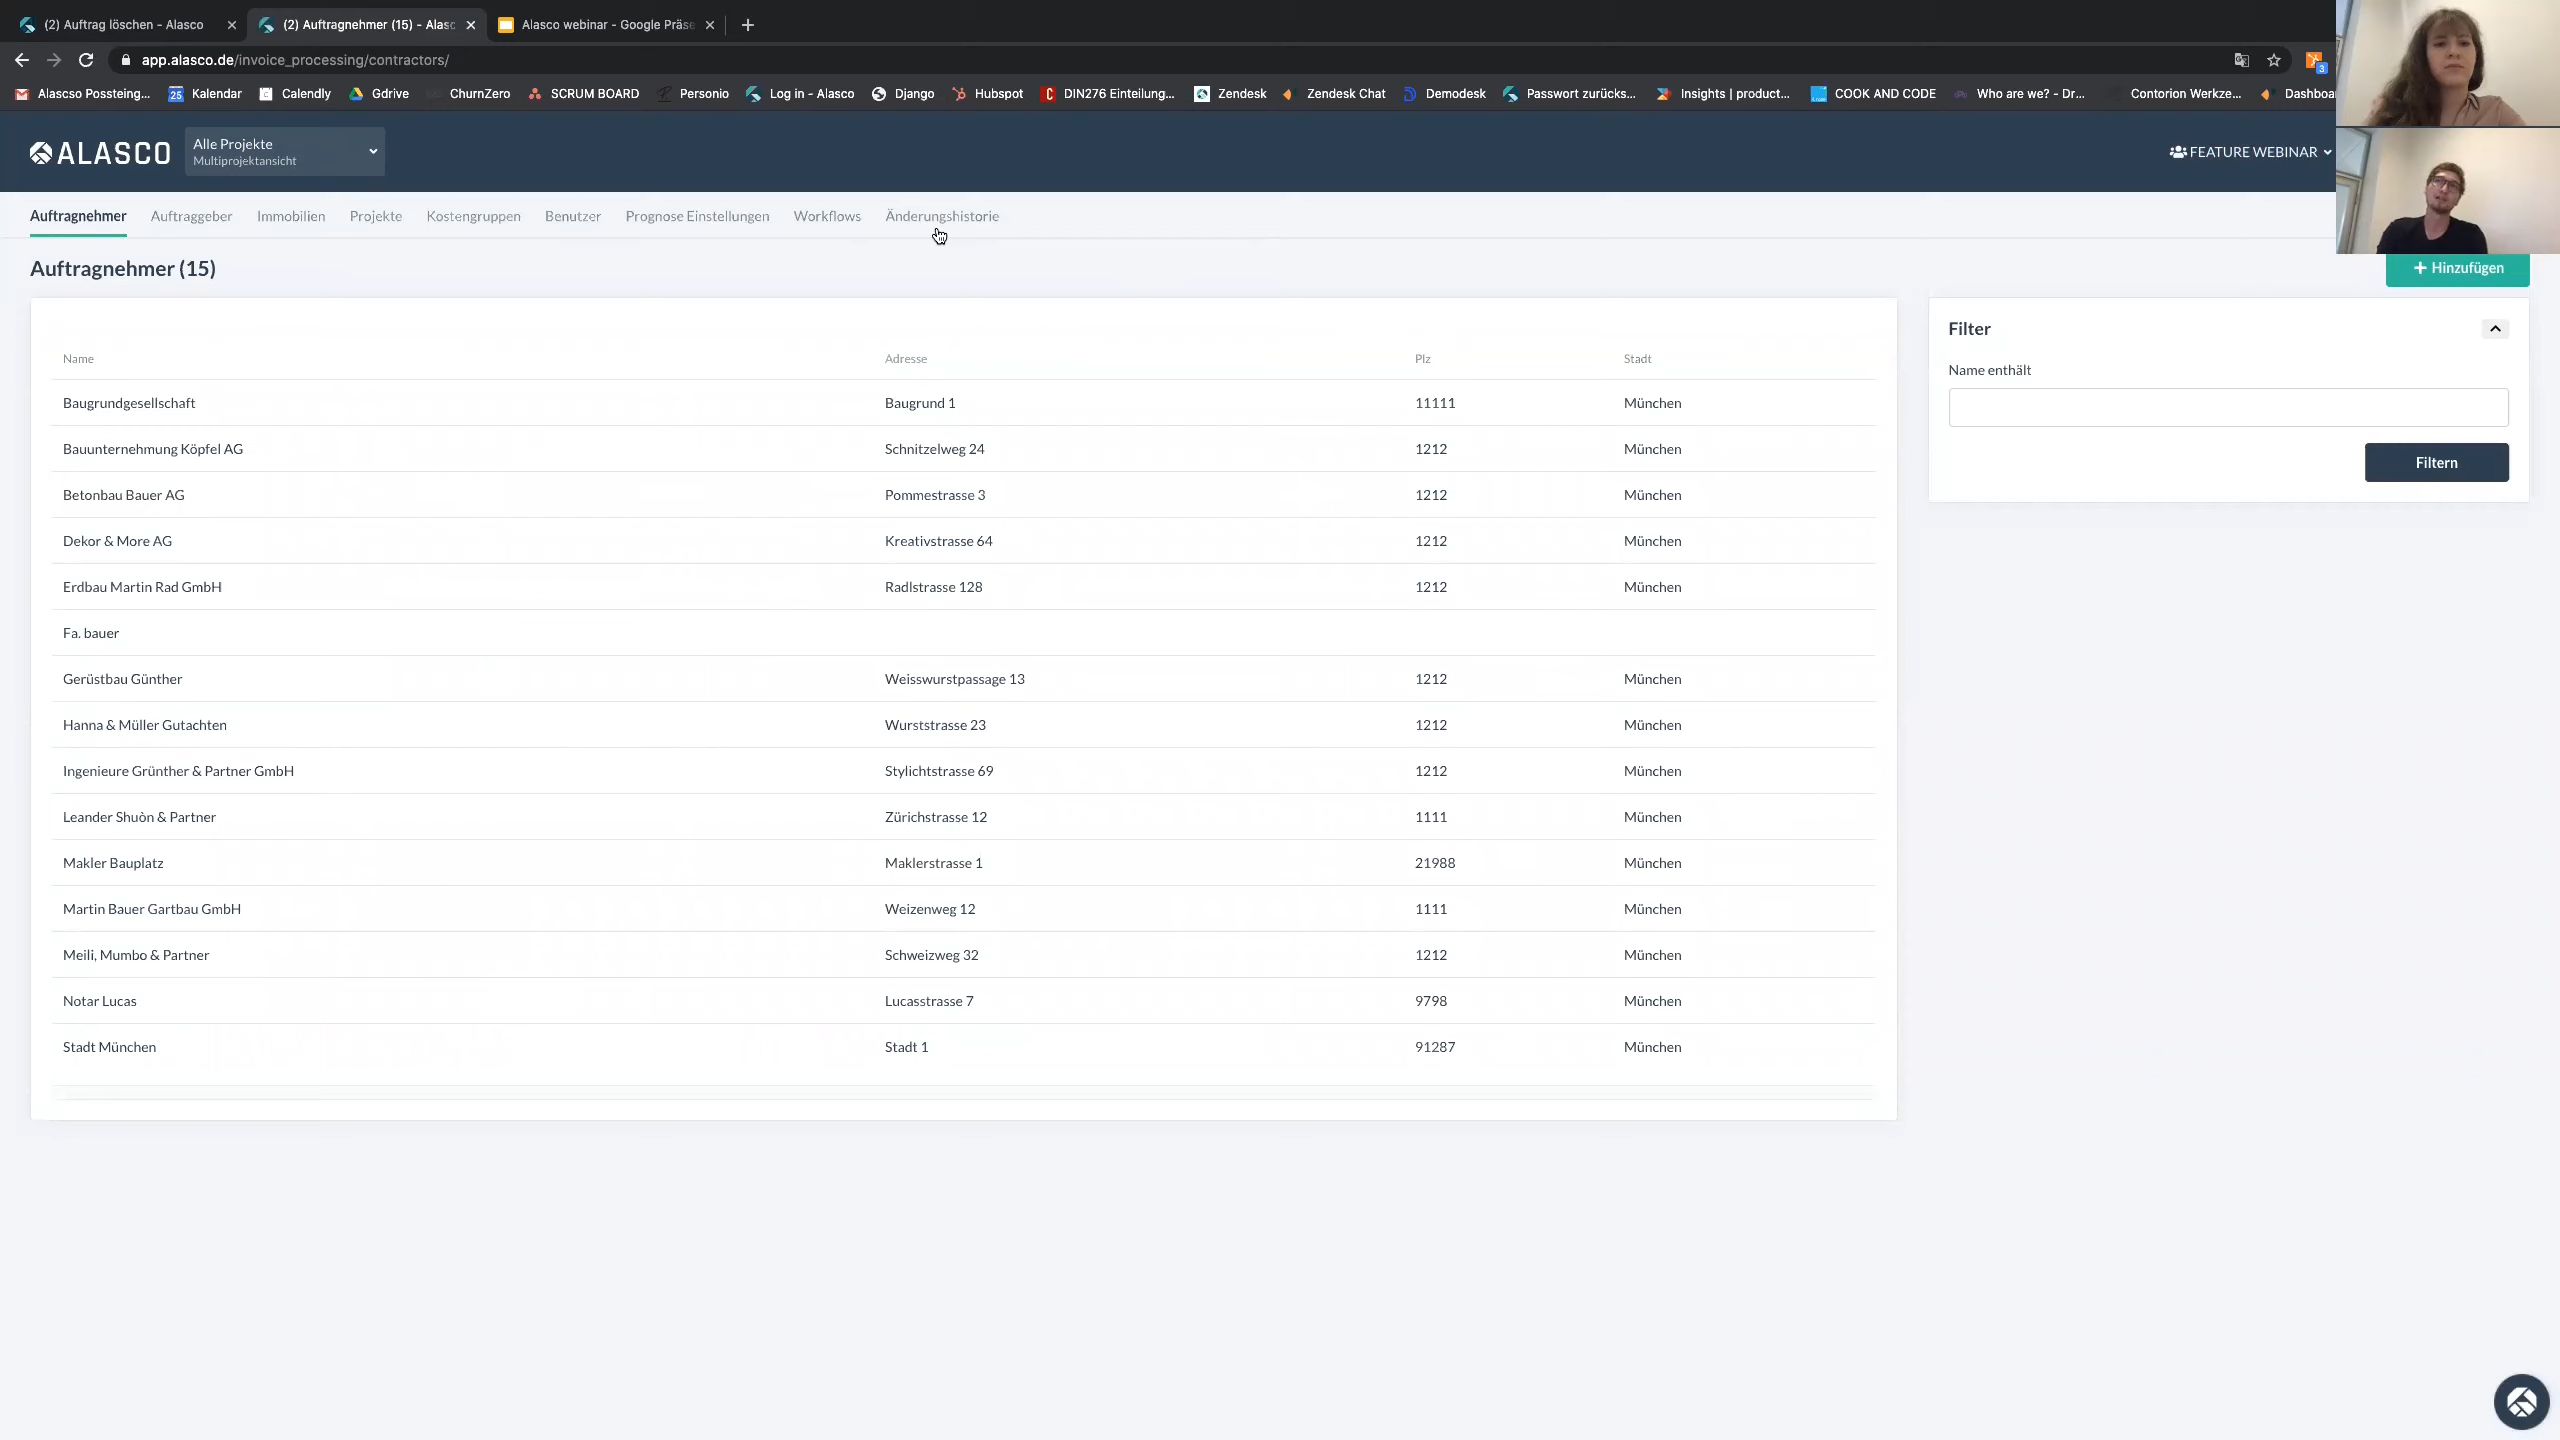 (2) Auftrag löschen - Alasco
(2) Auftragnehmer (15) - Alasc
Alasco webinar - Google Präse
app.alasco.de/invoice_processing/contractors/
3
Alascso Possteing...
25 Kalendar
Calendly
Gdrive
ChurnZero
SCRUM BOARD
Personio
Log in - Alasco
Django
Hubspot
DIN276 Einteilung...
Zendesk
Zendesk Chat
Demodesk
Passwort zurücks...
Insights | product...
COOK AND CODE
Who are we? - Dr...
Contorion Werkze...
Dashboa
ALASCO
Alle Projekte
Multiprojektansicht
FEATURE WEBINAR
Auftragnehmer Auftraggeber Immobilien Projekte Kostengruppen Benutzer Prognose Einstellungen Workflows Änderungshistorie
Auftragnehmer (15)
+ Hinzufügen
Name Adresse Plz Stadt
Baugrundgesellschaft Baugrund 1 11111 München
Bauunternehmung Köpfel AG Schnitzelweg 24 1212 München
Betonbau Bauer AG Pommestrasse 3 1212 München
Dekor & More AG Kreativstrasse 64 1212 München
Erdbau Martin Rad GmbH Radlstrasse 128 1212 München
Fa. bauer
Gerüstbau Günther Weisswurstpassage 13 1212 München
Hanna & Müller Gutachten Wurststrasse 23 1212 München
Ingenieure Grünther & Partner GmbH Stylichtstrasse 69 1212 München
Leander Shuòn & Partner Zürichstrasse 12 1111 München
Makler Bauplatz Maklerstrasse 1 21988 München
Martin Bauer Gartbau GmbH Weizenweg 12 1111 München
Meili, Mumbo & Partner Schweizweg 32 1212 München
Notar Lucas Lucasstrasse 7 9798 München
Stadt München Stadt 1 91287 München
Filter
Name enthält
Filtern